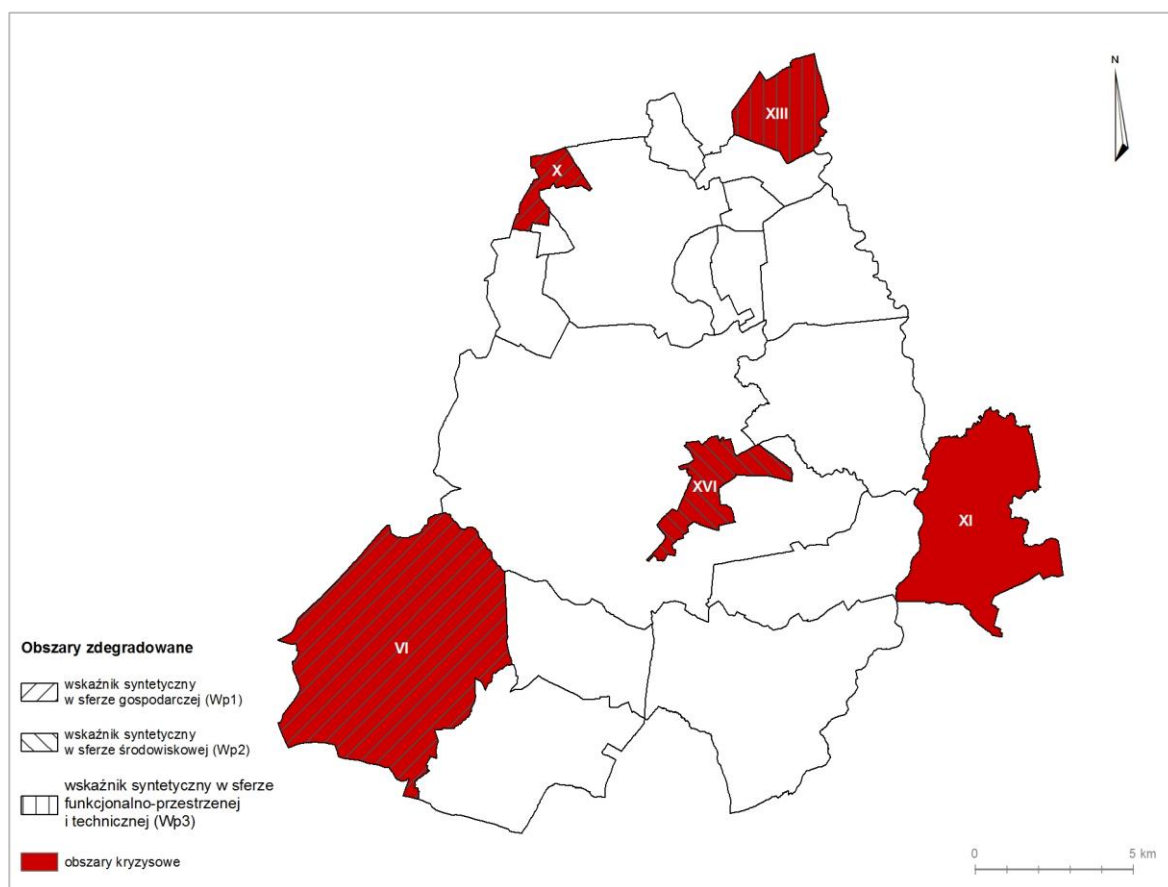 N
XIII
X
XVI
XI
VI
Obszary zdegradowane
wskaźnik syntetyczny
w sferze gospodarczej (Wp1)
wskaźnik syntetyczny
w sferze środowiskowej (Wp2)
wskaźnik syntetyczny w sferze
funkcjonalno-przestrzenej
i technicznej (Wp3)
obszary kryzysowe
0 5 km